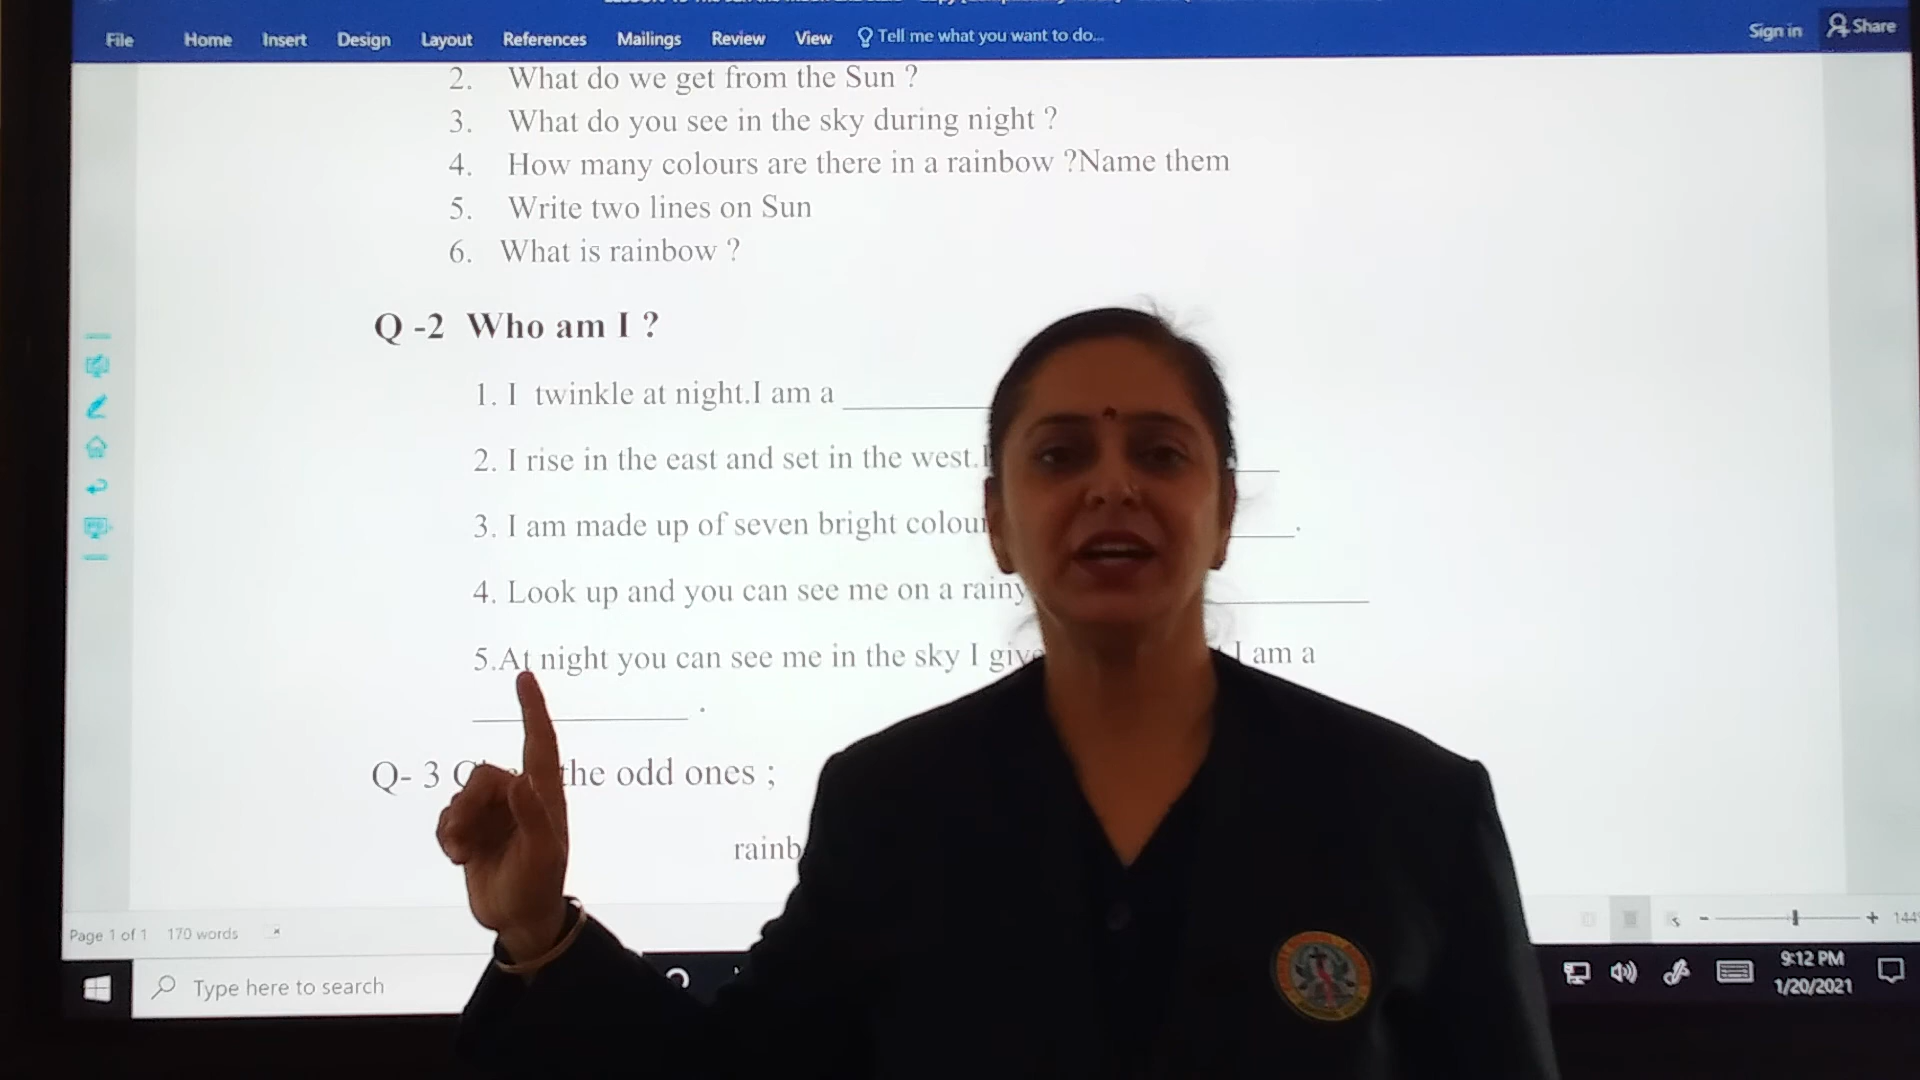 File Home Insert Design Layout References Mailings Review View Tell me what you want to do... Sign in Share
2. What do we get from the Sun ?
3. What do you see in the sky during night ?
4. How many colours are there in a rainbow ?Name them
5. Write two lines on Sun
6. What is rainbow ?
Q -2 Who am I ?
1. I twinkle at night.I am a ________
2. I rise in the east and set in the west.
3. I am made up of seven bright ____.
4. Look up and you can see me on a ________
5.At night you can see me in the sky I I am a
____________ .
Q- 3 the odd ones ;
Page 1 of 1 170 words
Type here to search
9:12 PM
1/20/2021